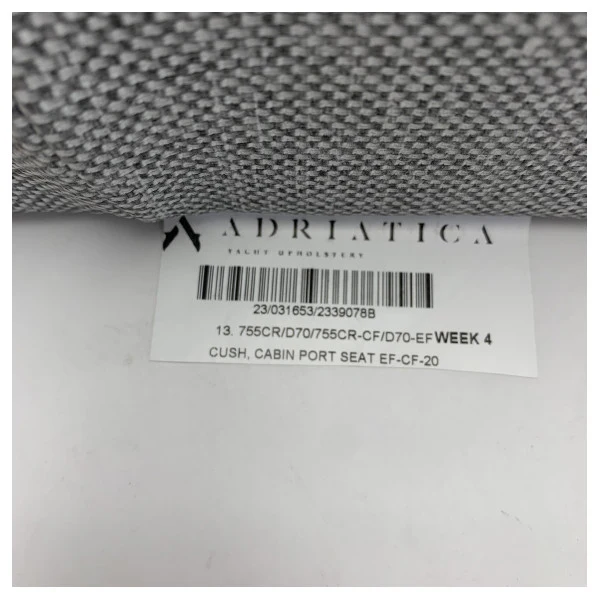 ADRIATICA
YACHT UPHOLSTERY
23/031653/2339078B
13. 755CR/D70/755CR-CF/D70-EF WEEK 4
CUSH, CABIN PORT SEAT EF-CF-20